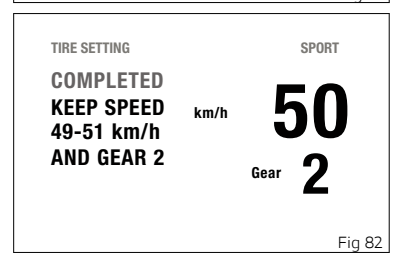 TIRE SETTING
SPORT
COMPLETED
KEEP SPEED
49-51 km/h
AND GEAR 2
km/h
50
Gear
2
Fig 82